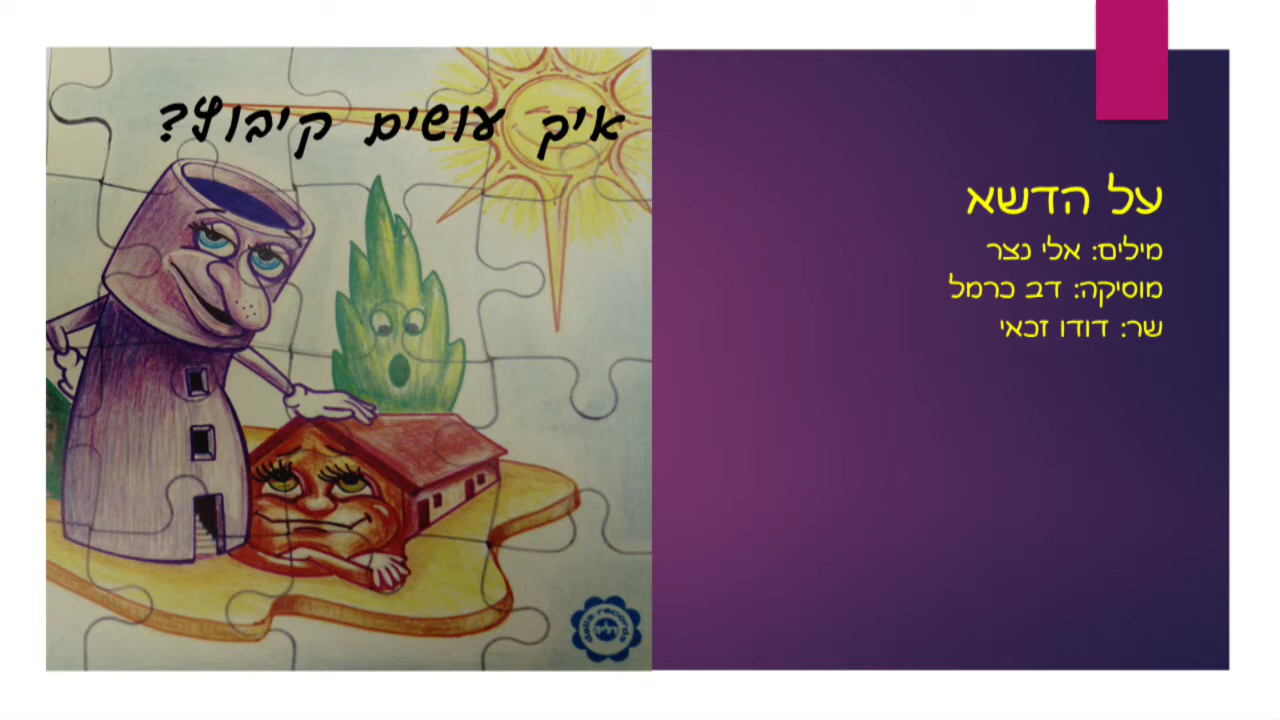 איך עושים קיבוץ?
על הדשא
מילים: אלי נצר
מוסיקה: דב כרמל
שר: דודו זכאי